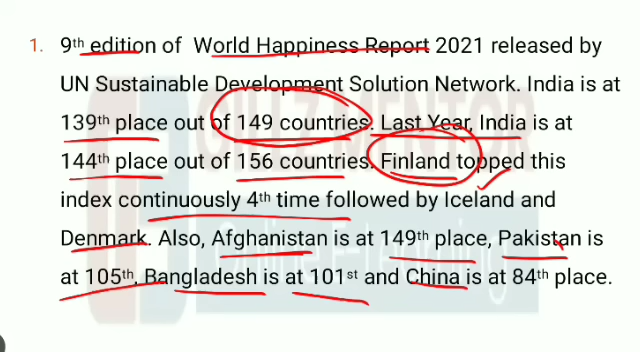 1. 9th edition of World Happiness Report 2021 released by
UN Sustainable Development Solution Network. India is at
139th place out of 149 countries. Last Year, India is at
144th place out of 156 countries. Finland topped this
index continuously 4th time followed by Iceland and
Denmark. Also, Afghanistan is at 149th place, Pakistan is
at 105th, Bangladesh is at 101st and China is at 84th place.